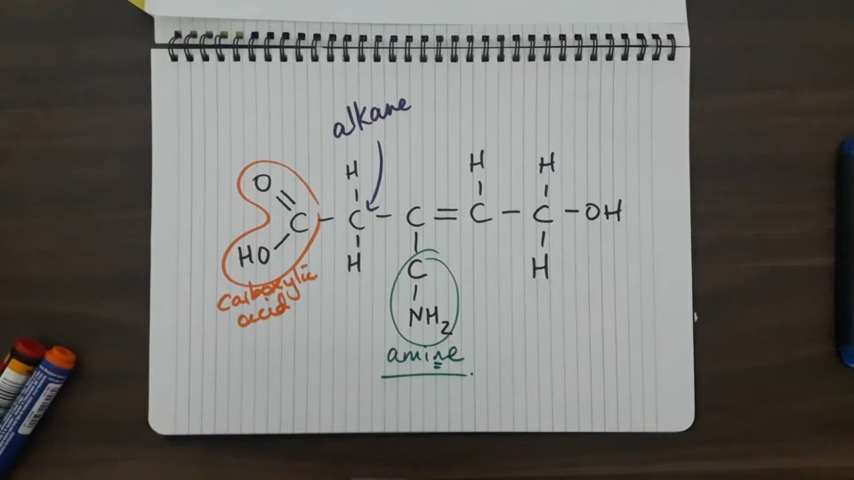 alkane
H H H
O
C - C - C = C - C - OH
HO
H C H
carboxylic
acid
NH2
amine